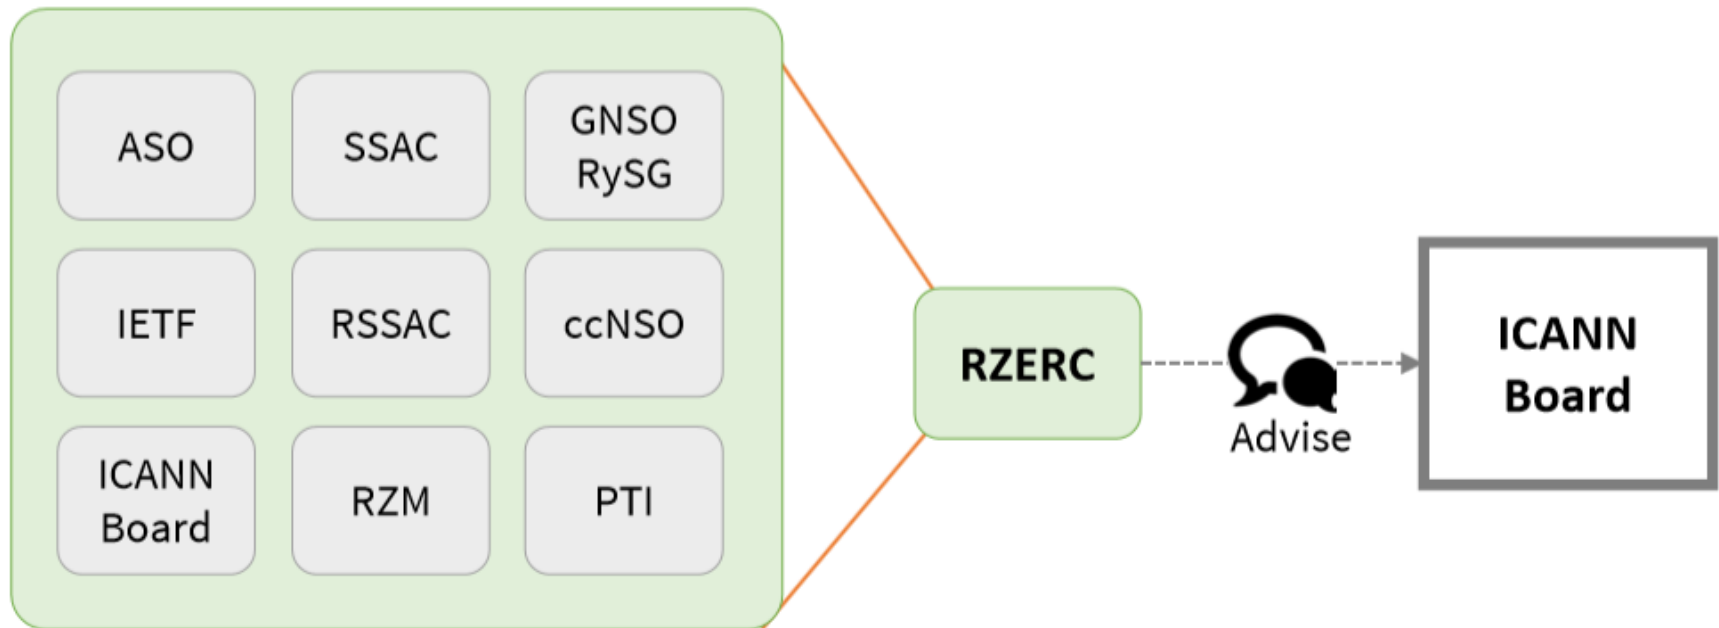 ASO
SSAC
GNSO
RySG
IETF
RSSAC
ccNSO
ICANN
Board
RZM
PTI
RZERC
Advise
ICANN
Board